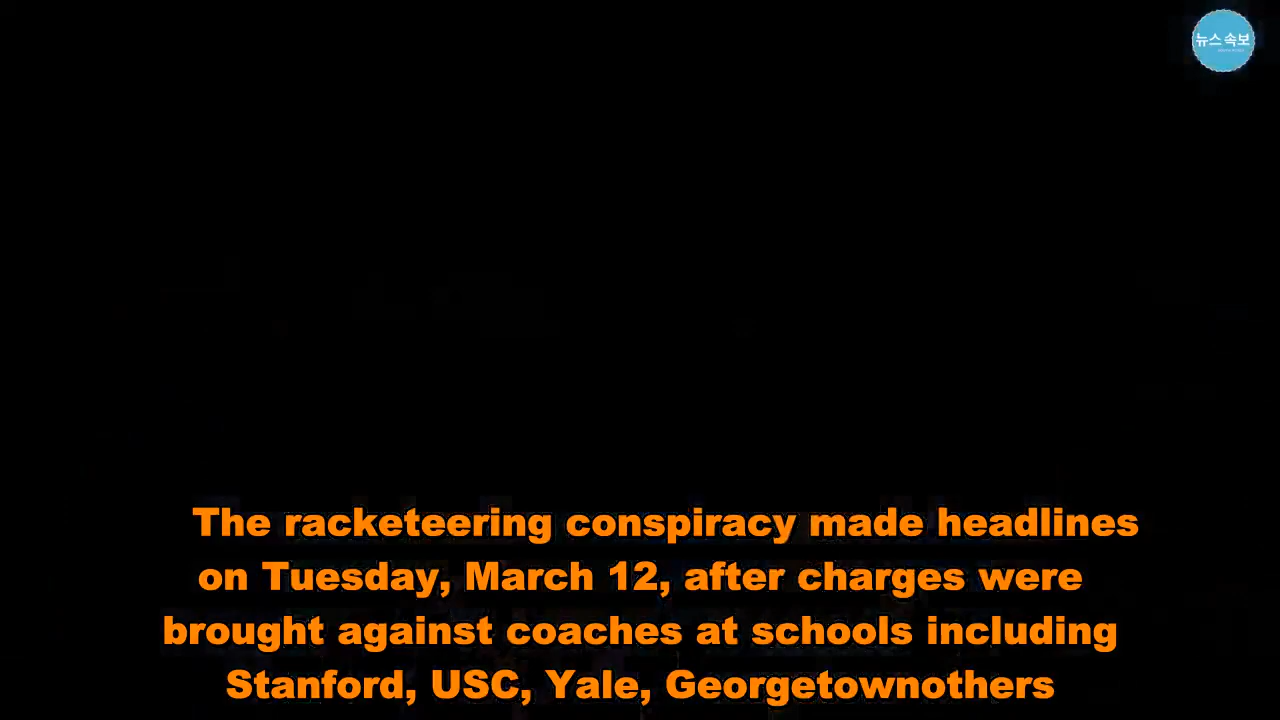 뉴스 속보
The racketeering conspiracy made headlines
on Tuesday, March 12, after charges were
brought against coaches at schools including
Stanford, USC, Yale, Georgetownothers